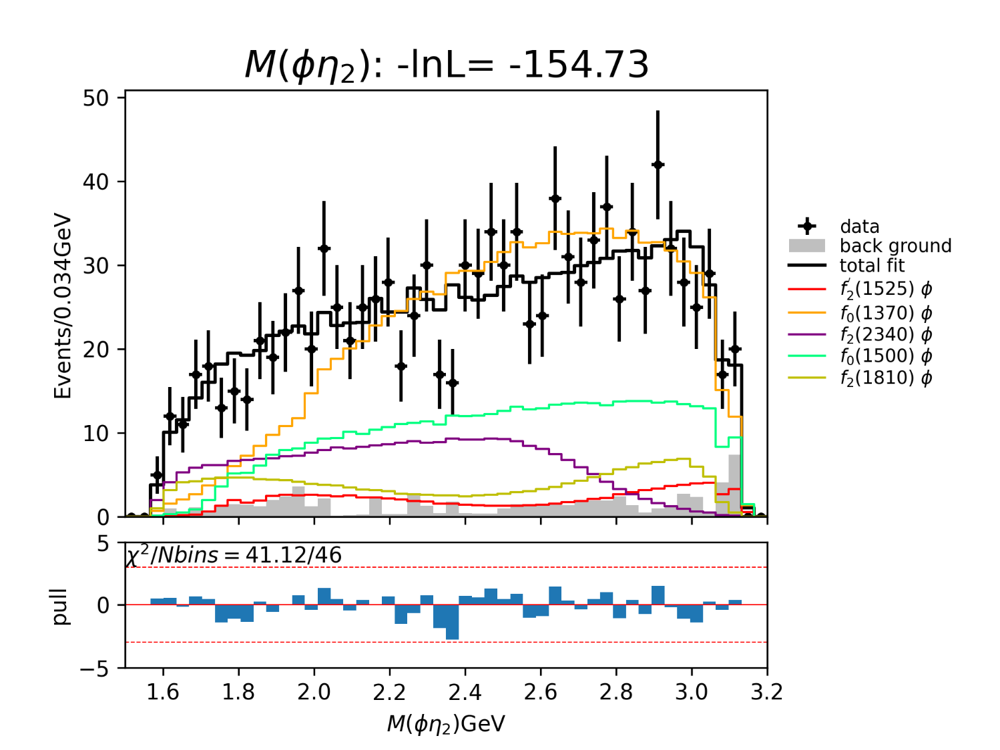 M(ϕη₂): -lnL= -154.73
50
40
30
20
10
0
Events/0.034GeV
data
back ground
total fit
f₂′(1525) ϕ
f₀(1370) ϕ
f₂(2340) ϕ
f₀(1500) ϕ
f₂(1810) ϕ
5
0
−5
pull
χ²/Nbins = 41.12/46
1.6 1.8 2.0 2.2 2.4 2.6 2.8 3.0 3.2
M(ϕη₂)GeV